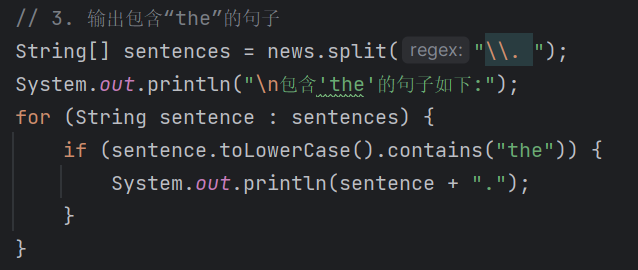 // 3. 输出包含“the”的句子
String[] sentences = news.split( regex: "\\. ");
System.out.println("\n包含'the'的句子如下:");
for (String sentence : sentences) {
    if (sentence.toLowerCase().contains("the")) {
        System.out.println(sentence + ".");
    }
}